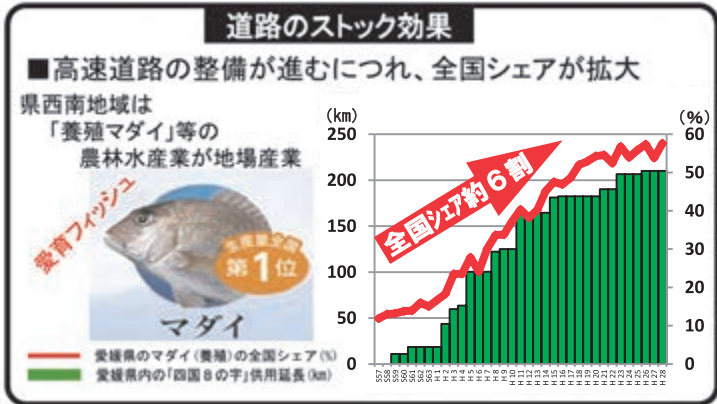 道路のストック効果
■高速道路の整備が進むにつれ、全国シェアが拡大
県西南地域は
「養殖マダイ」等の
農林水産業が地場産業
愛育フィッシュ
生産量全国
第1位
マダイ
愛媛県のマダイ(養殖)の全国シェア(%)
愛媛県内の「四国8の字」供用延長(km)
(km)
250
200
150
100
50
0
全国シェア約6割
(%)
60
50
40
30
20
10
0
S57 S58 S59 S60 S61 S62 S63 H1 H2 H3 H4 H5 H6 H7 H8 H9 H10 H11 H12 H13 H14 H15 H16 H17 H18 H19 H20 H21 H22 H23 H24 H25 H26 H27 H28